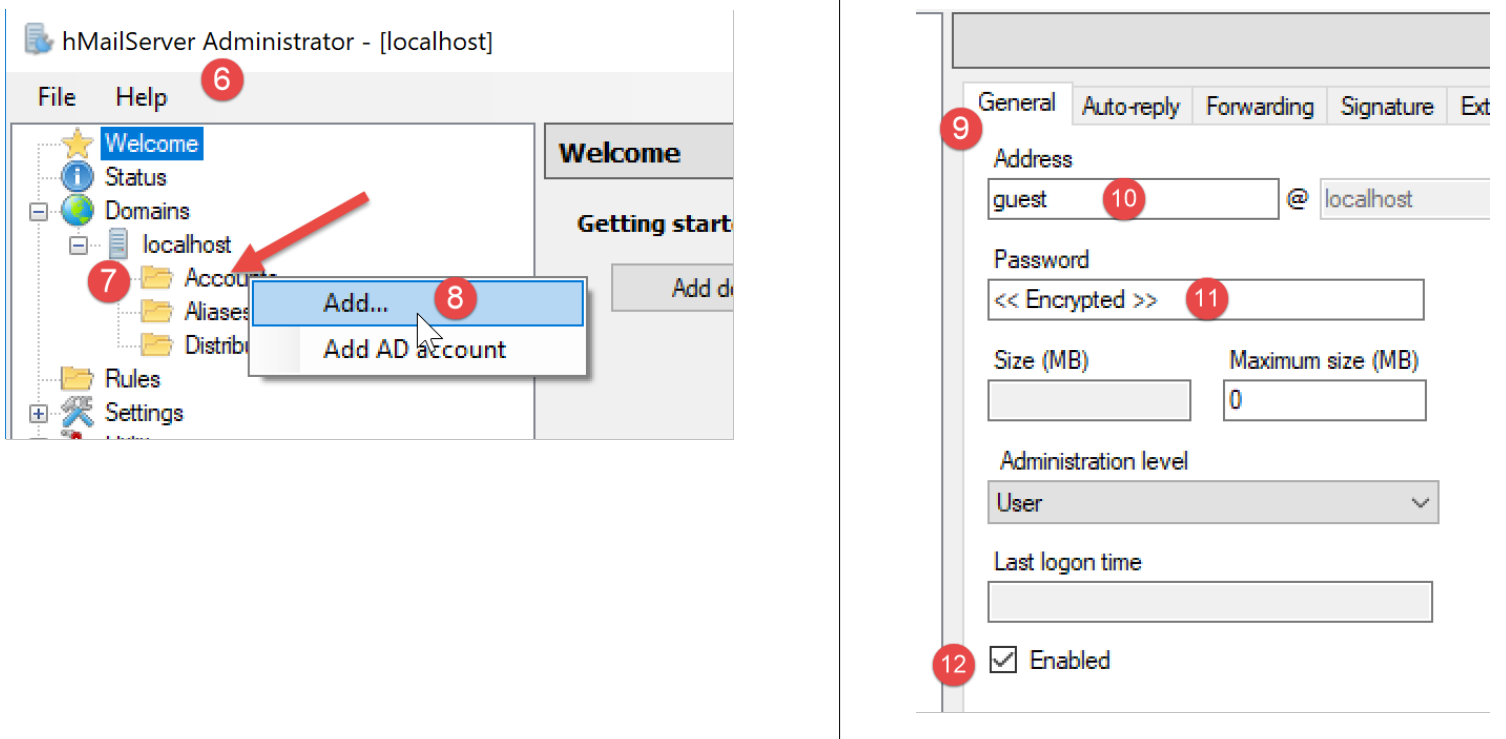 hMailServer Administrator - [localhost]
6
File Help
Welcome
Status
Domains
localhost
7
Accounts
Aliases
Rules
Settings
Add...
8
Add AD account
Welcome
Getting start
Add d
General Auto-reply Forwarding Signature Ext
9
Address
guest 10 @ localhost
Password
<< Encrypted >> 11
Size (MB) Maximum size (MB)
0
Administration level
User
Last logon time
12 Enabled